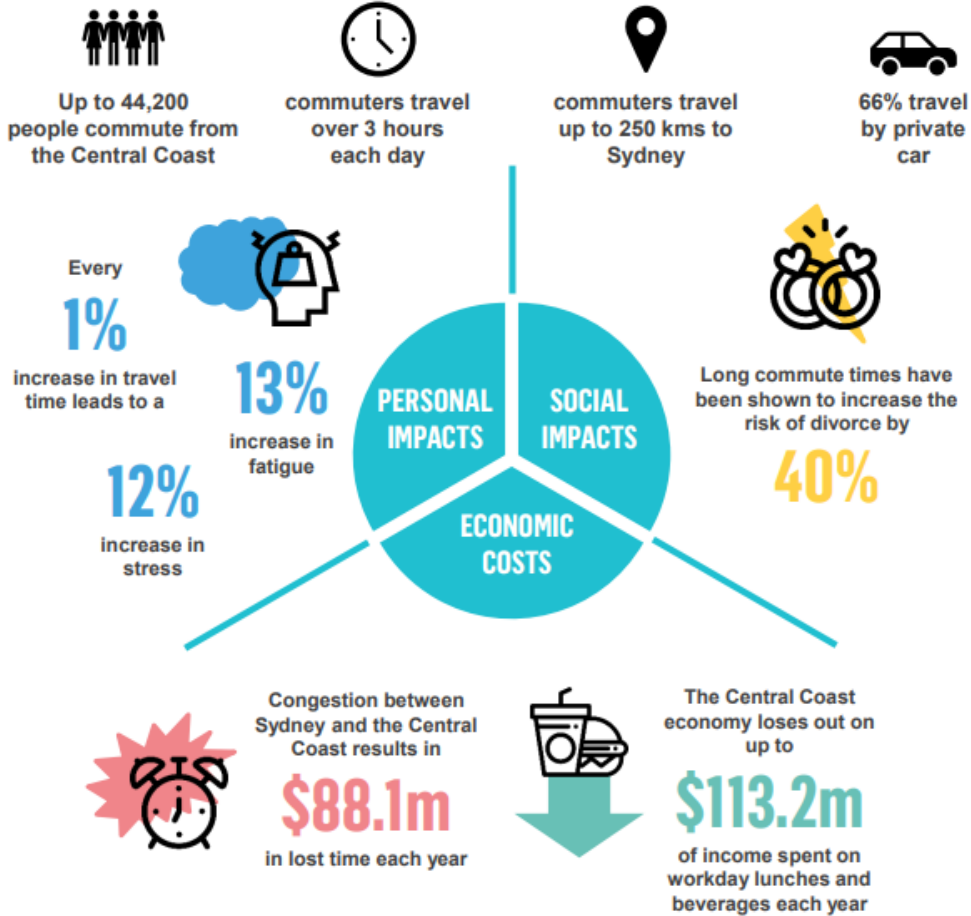 Up to 44,200
people commute from
the Central Coast
commuters travel
over 3 hours
each day
commuters travel
up to 250 kms to
Sydney
66% travel
by private
car
Every
1%
increase in travel
time leads to a
13%
increase in
fatigue
12%
increase in
stress
PERSONAL
IMPACTS
SOCIAL
IMPACTS
ECONOMIC
COSTS
Long commute times have
been shown to increase the
risk of divorce by
40%
Congestion between
Sydney and the Central
Coast results in
$88.1m
in lost time each year
The Central Coast
economy loses out on
up to
$113.2m
of income spent on
workday lunches and
beverages each year